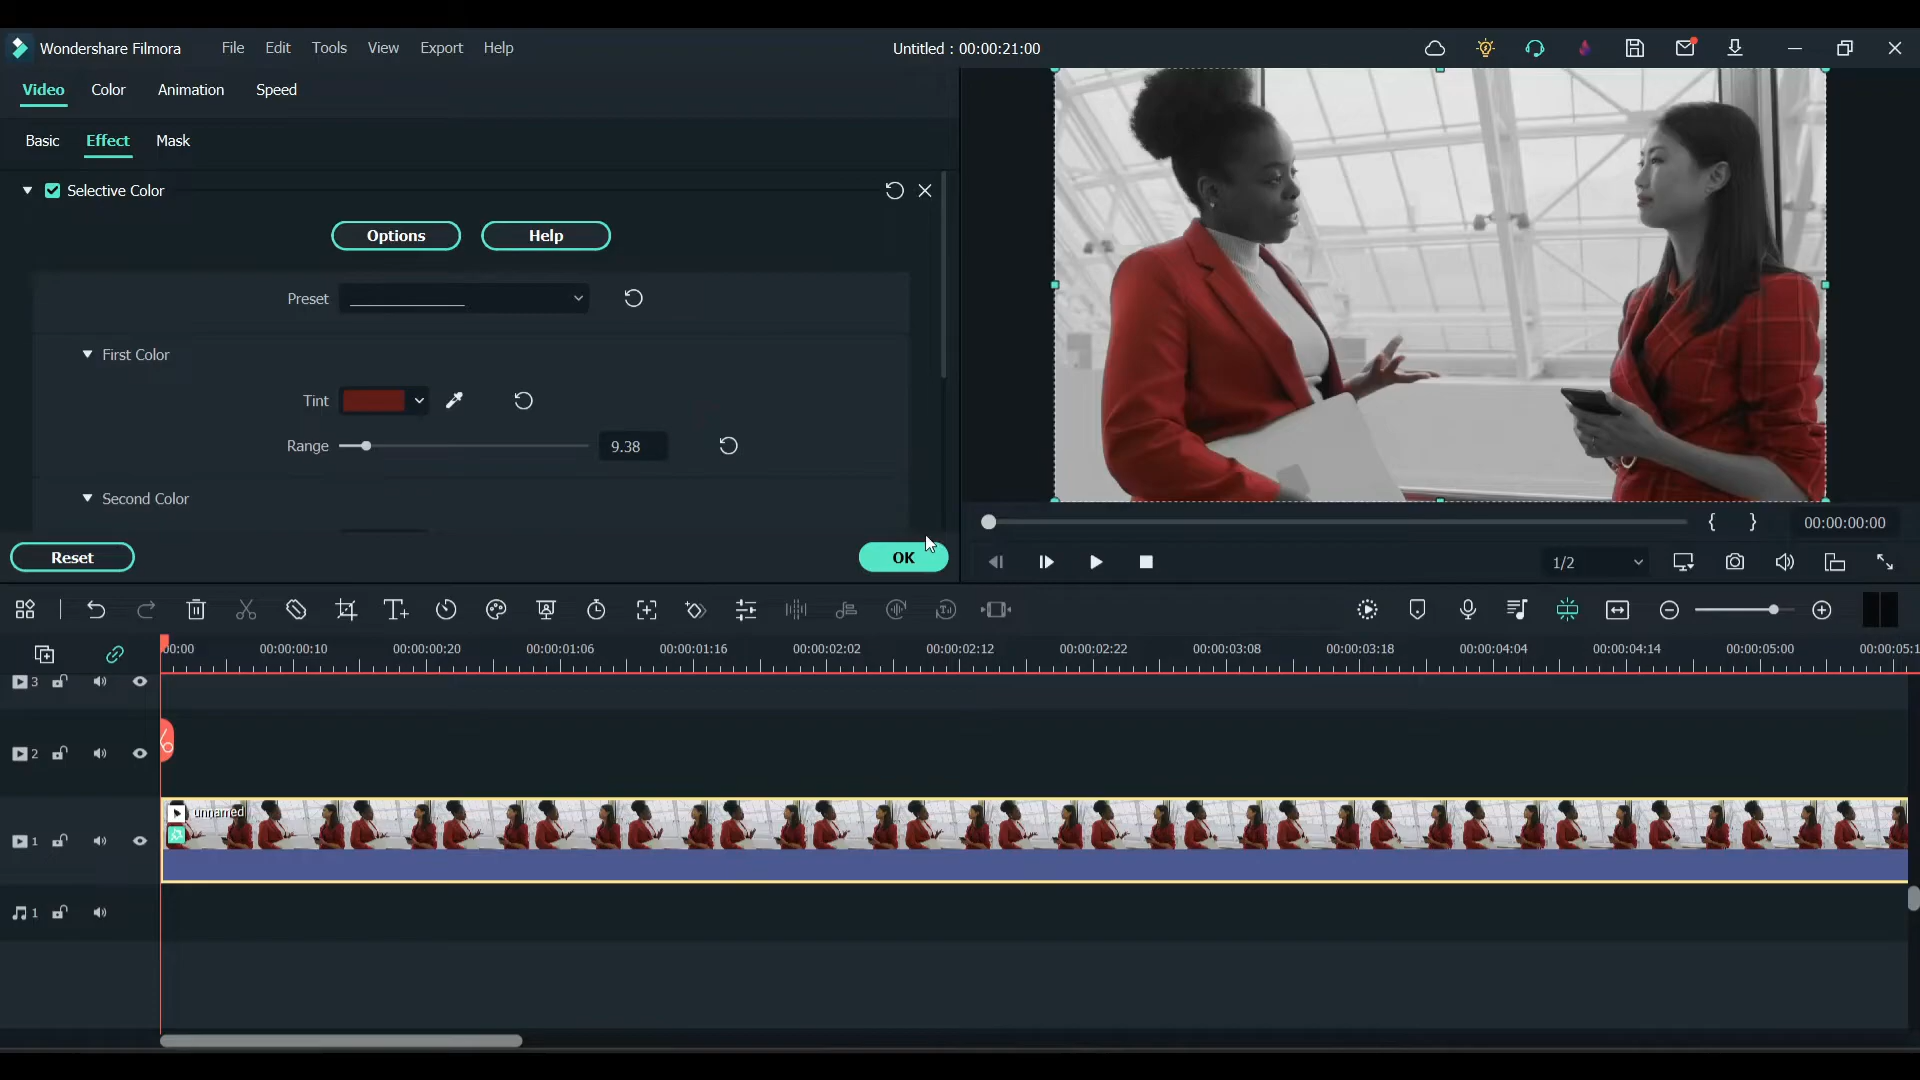 Wondershare Filmora File Edit Tools View Export Help Untitled : 00:00:21:00
Video Color Animation Speed
Basic Effect Mask
Selective Color
Options Help
Preset
First Color
Tint
Range 9.38
Second Color
00:00:00:00
Reset OK
1/2
00:00 00:00:00:10 00:00:00:20 00:00:01:06 00:00:01:16 00:00:02:02 00:00:02:12 00:00:02:22 00:00:03:08 00:00:03:18 00:00:04:04 00:00:04:14 00:00:05:00 00:00:05:1
3
2
unnamed
1
1